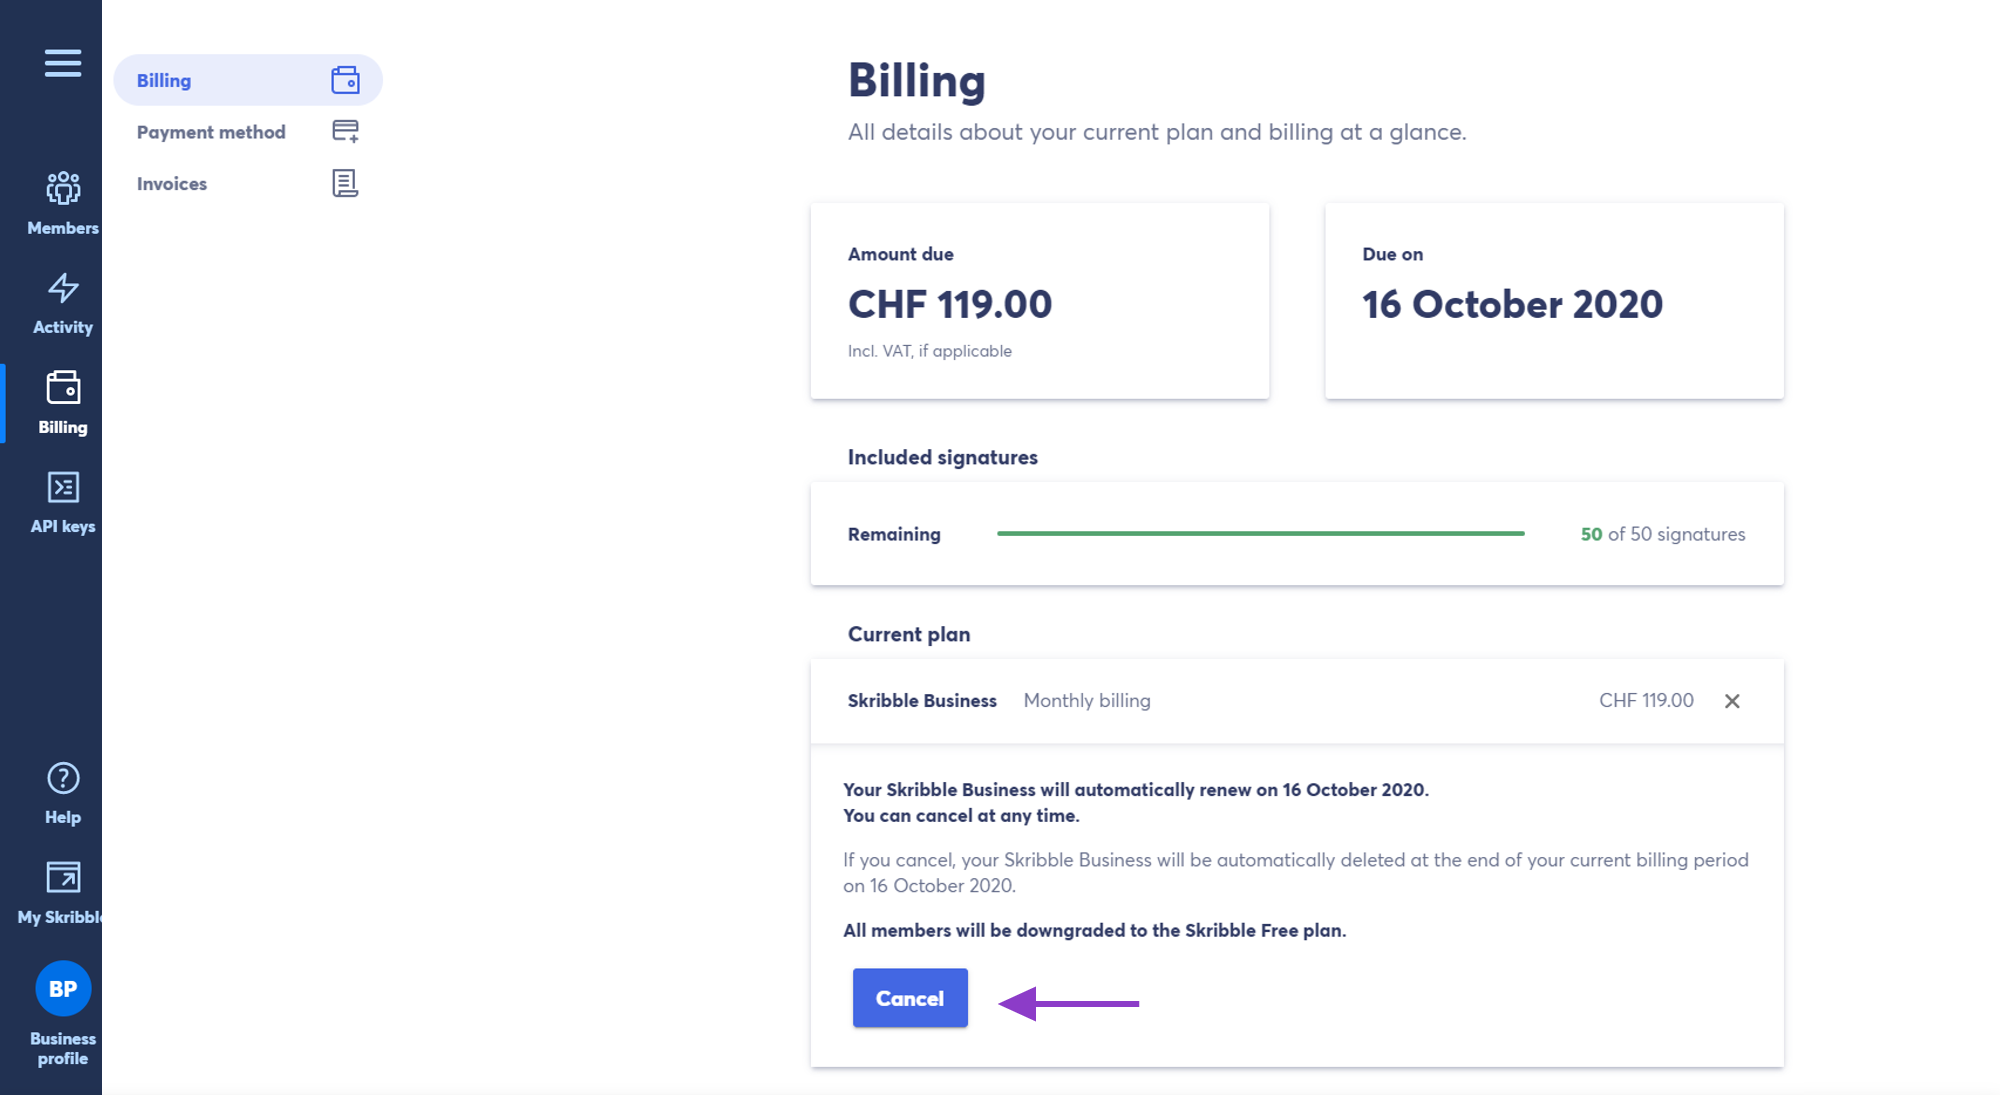 Members
Activity
Billing
API keys
Help
My Skribble
BP
Business
profile
Billing
Payment method
Invoices
Billing
All details about your current plan and billing at a glance.
Amount due
CHF 119.00
Incl. VAT, if applicable
Due on
16 October 2020
Included signatures
Remaining
50 of 50 signatures
Current plan
Skribble Business Monthly billing CHF 119.00
Your Skribble Business will automatically renew on 16 October 2020.
You can cancel at any time.
If you cancel, your Skribble Business will be automatically deleted at the end of your current billing period
on 16 October 2020.
All members will be downgraded to the Skribble Free plan.
Cancel